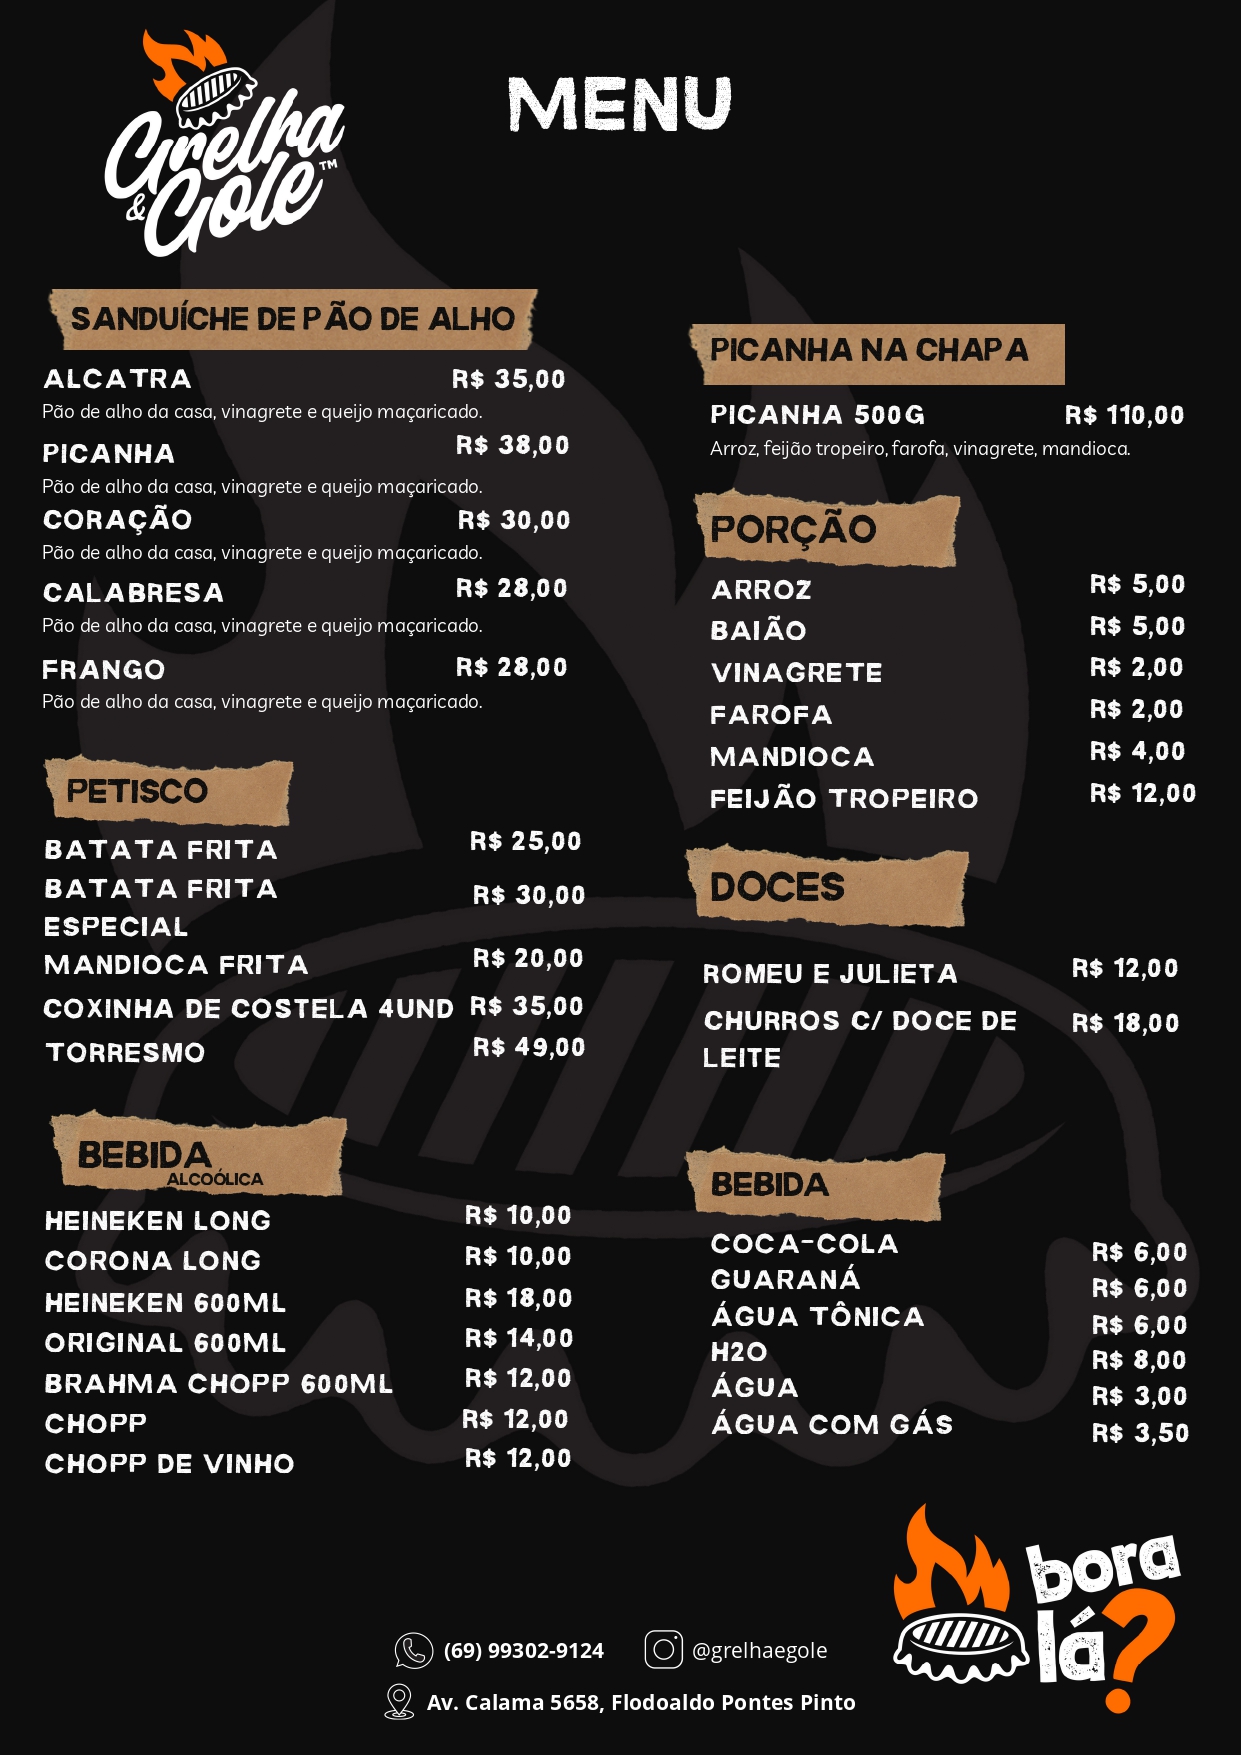 Grelha
& Gole™
MENU
SANDUÍCHE DE PÃO DE ALHO
ALCATRA R$ 35,00
Pão de alho da casa, vinagrete e queijo maçaricado.
PICANHA R$ 38,00
Pão de alho da casa, vinagrete e queijo maçaricado.
CORAÇÃO R$ 30,00
Pão de alho da casa, vinagrete e queijo maçaricado.
CALABRESA R$ 28,00
Pão de alho da casa, vinagrete e queijo maçaricado.
FRANGO R$ 28,00
Pão de alho da casa, vinagrete e queijo maçaricado.
PETISCO
BATATA FRITA R$ 25,00
BATATA FRITA R$ 30,00
ESPECIAL
MANDIOCA FRITA R$ 20,00
COXINHA DE COSTELA 4UND R$ 35,00
TORRESMO R$ 49,00
BEBIDA
ALCOÓLICA
HEINEKEN LONG R$ 10,00
CORONA LONG R$ 10,00
HEINEKEN 600ML R$ 18,00
ORIGINAL 600ML R$ 14,00
BRAHMA CHOPP 600ML R$ 12,00
CHOPP R$ 12,00
CHOPP DE VINHO R$ 12,00
PICANHA NA CHAPA
PICANHA 500G R$ 110,00
Arroz, feijão tropeiro, farofa, vinagrete, mandioca.
PORÇÃO
ARROZ R$ 5,00
BAIÃO R$ 5,00
VINAGRETE R$ 2,00
FAROFA R$ 2,00
MANDIOCA R$ 4,00
FEIJÃO TROPEIRO R$ 12,00
DOCES
ROMEU E JULIETA R$ 12,00
CHURROS C/ DOCE DE R$ 18,00
LEITE
BEBIDA
COCA-COLA R$ 6,00
GUARANÁ R$ 6,00
ÁGUA TÔNICA R$ 6,00
H2O R$ 8,00
ÁGUA R$ 3,00
ÁGUA COM GÁS R$ 3,50
bora
lá?
(69) 99302-9124 @grelhaegole
Av. Calama 5658, Flodoaldo Pontes Pinto